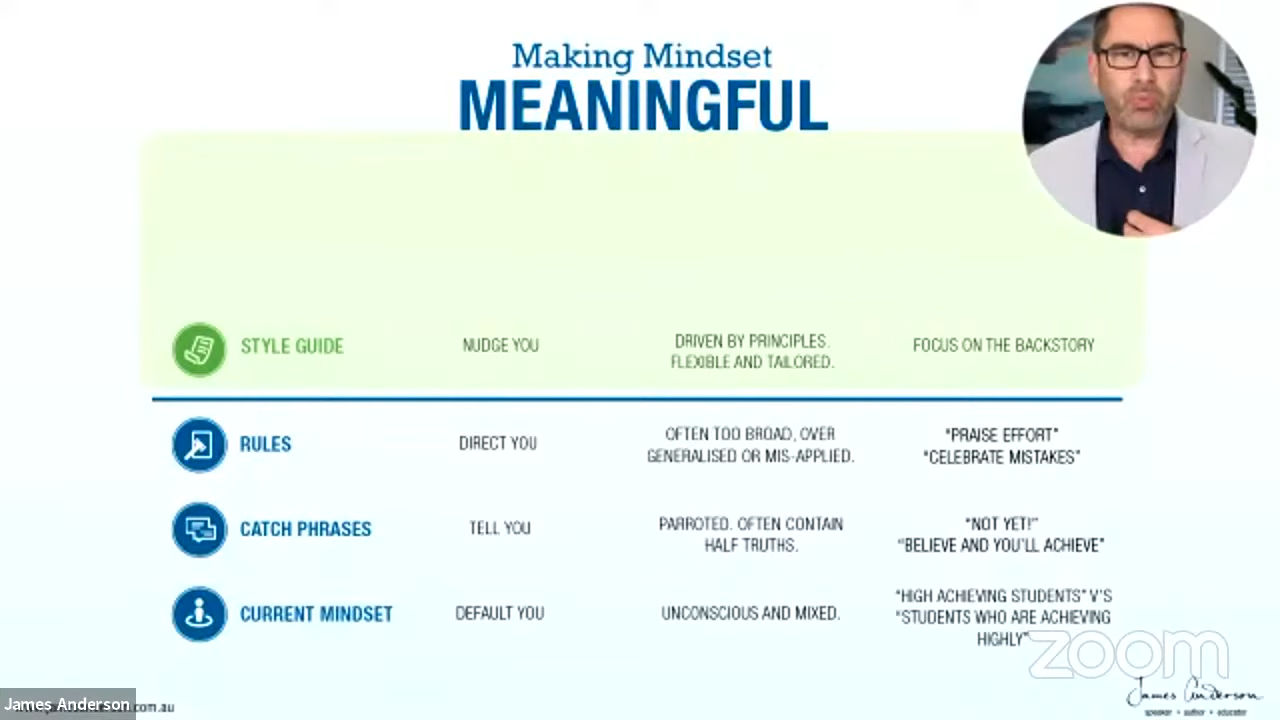 Making Mindset
MEANINGFUL
STYLE GUIDE
NUDGE YOU
DRIVEN BY PRINCIPLES.
FLEXIBLE AND TAILORED.
FOCUS ON THE BACKSTORY
RULES
DIRECT YOU
OFTEN TOO BROAD, OVER
GENERALISED OR MIS-APPLIED.
"PRAISE EFFORT"
"CELEBRATE MISTAKES"
CATCH PHRASES
TELL YOU
PARROTED. OFTEN CONTAIN
HALF TRUTHS.
"NOT YET!"
"BELIEVE AND YOU'LL ACHIEVE"
CURRENT MINDSET
DEFAULT YOU
UNCONSCIOUS AND MIXED.
"HIGH ACHIEVING STUDENTS" V'S
"STUDENTS WHO ARE ACHIEVING
HIGHLY"
zoom
James Anderson
speaker • author • educator
James Anderson
.com.au